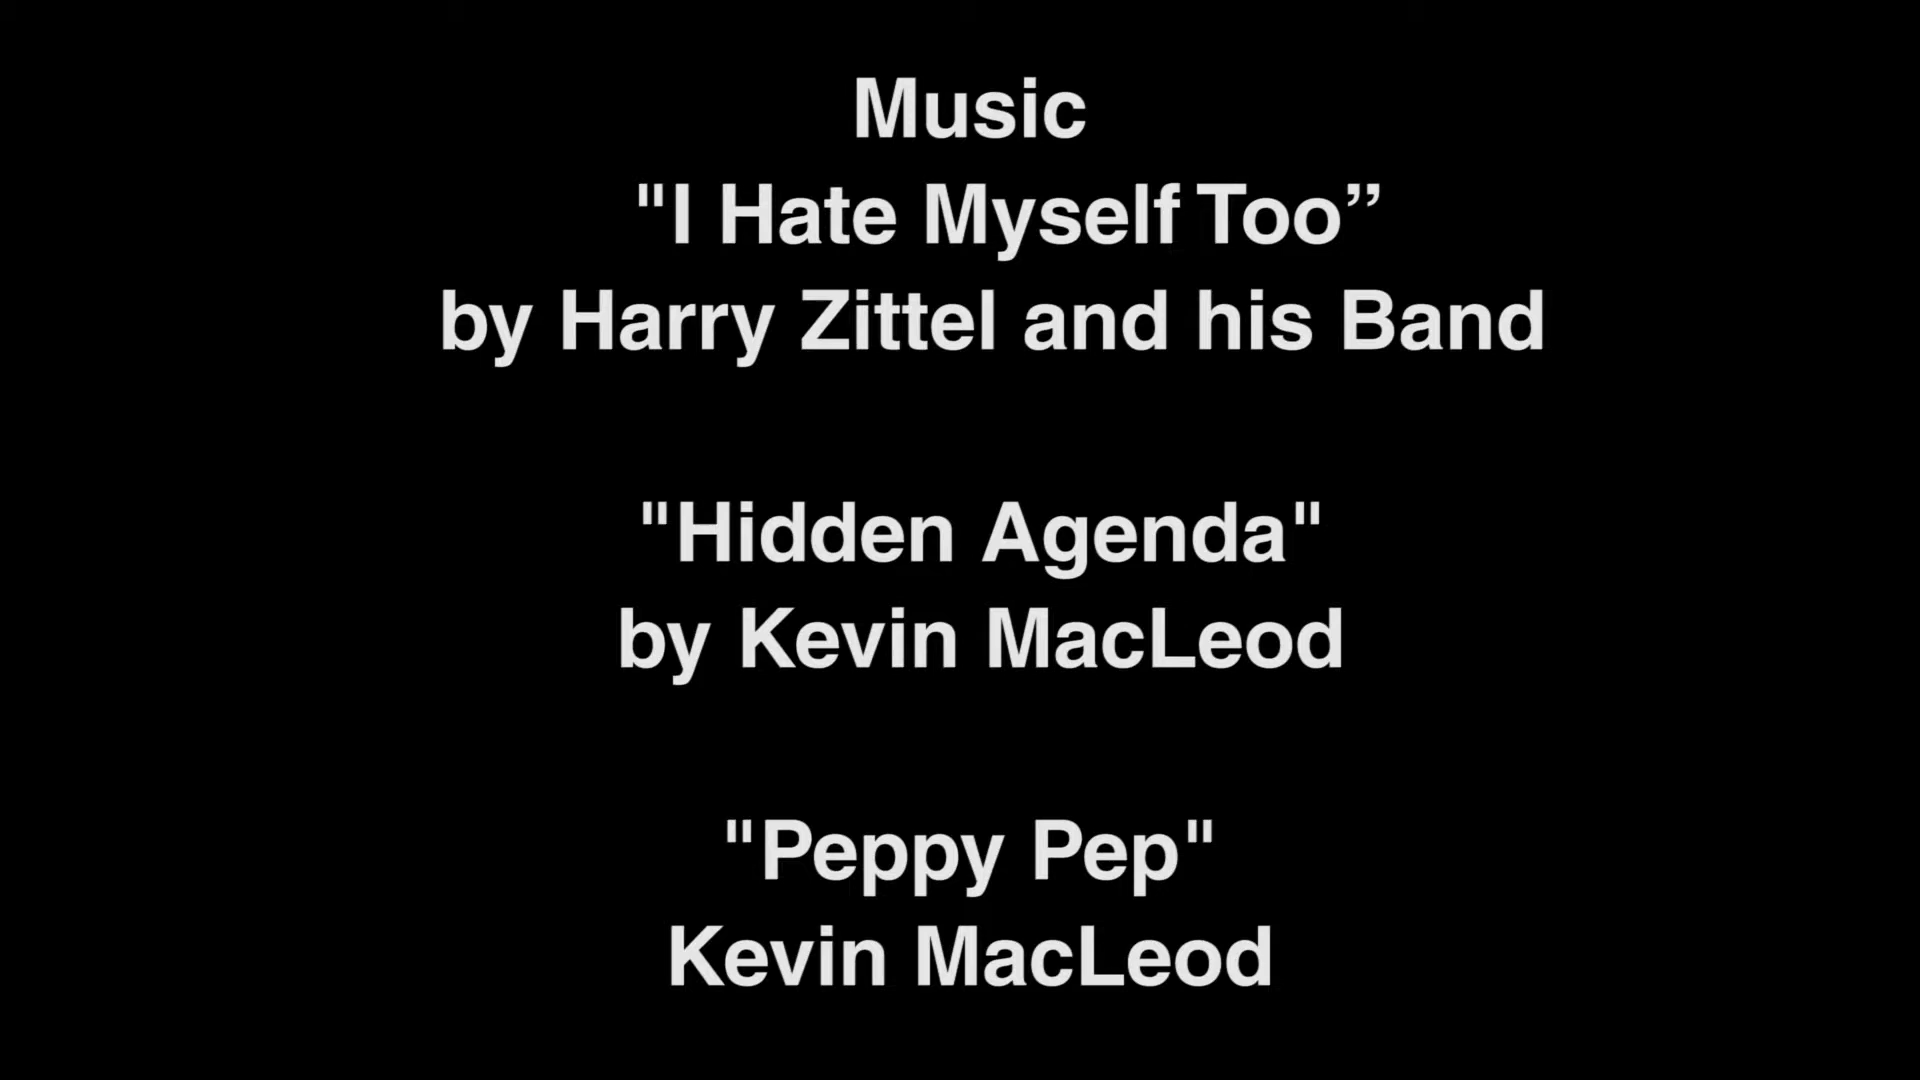 Music
"I Hate Myself Too”
by Harry Zittel and his Band
"Hidden Agenda"
by Kevin MacLeod
"Peppy Pep"
Kevin MacLeod